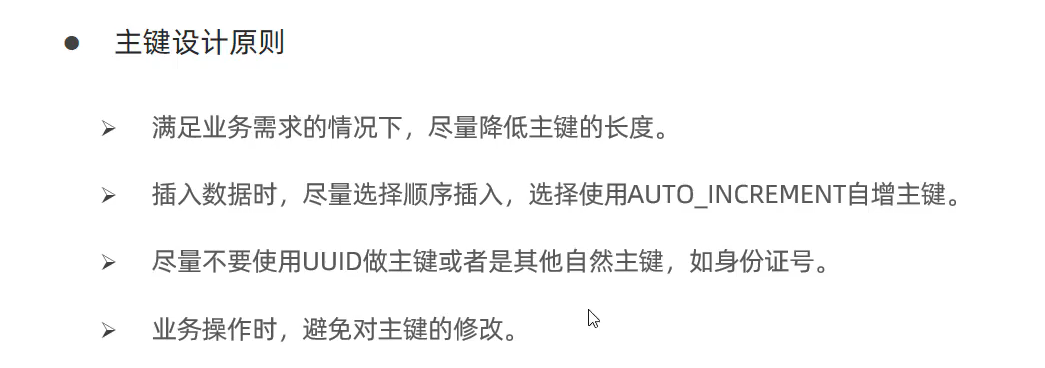 ● 主键设计原则
➢ 满足业务需求的情况下，尽量降低主键的长度。
➢ 插入数据时，尽量选择顺序插入，选择使用AUTO_INCREMENT自增主键。
➢ 尽量不要使用UUID做主键或者是其他自然主键，如身份证号。
➢ 业务操作时，避免对主键的修改。